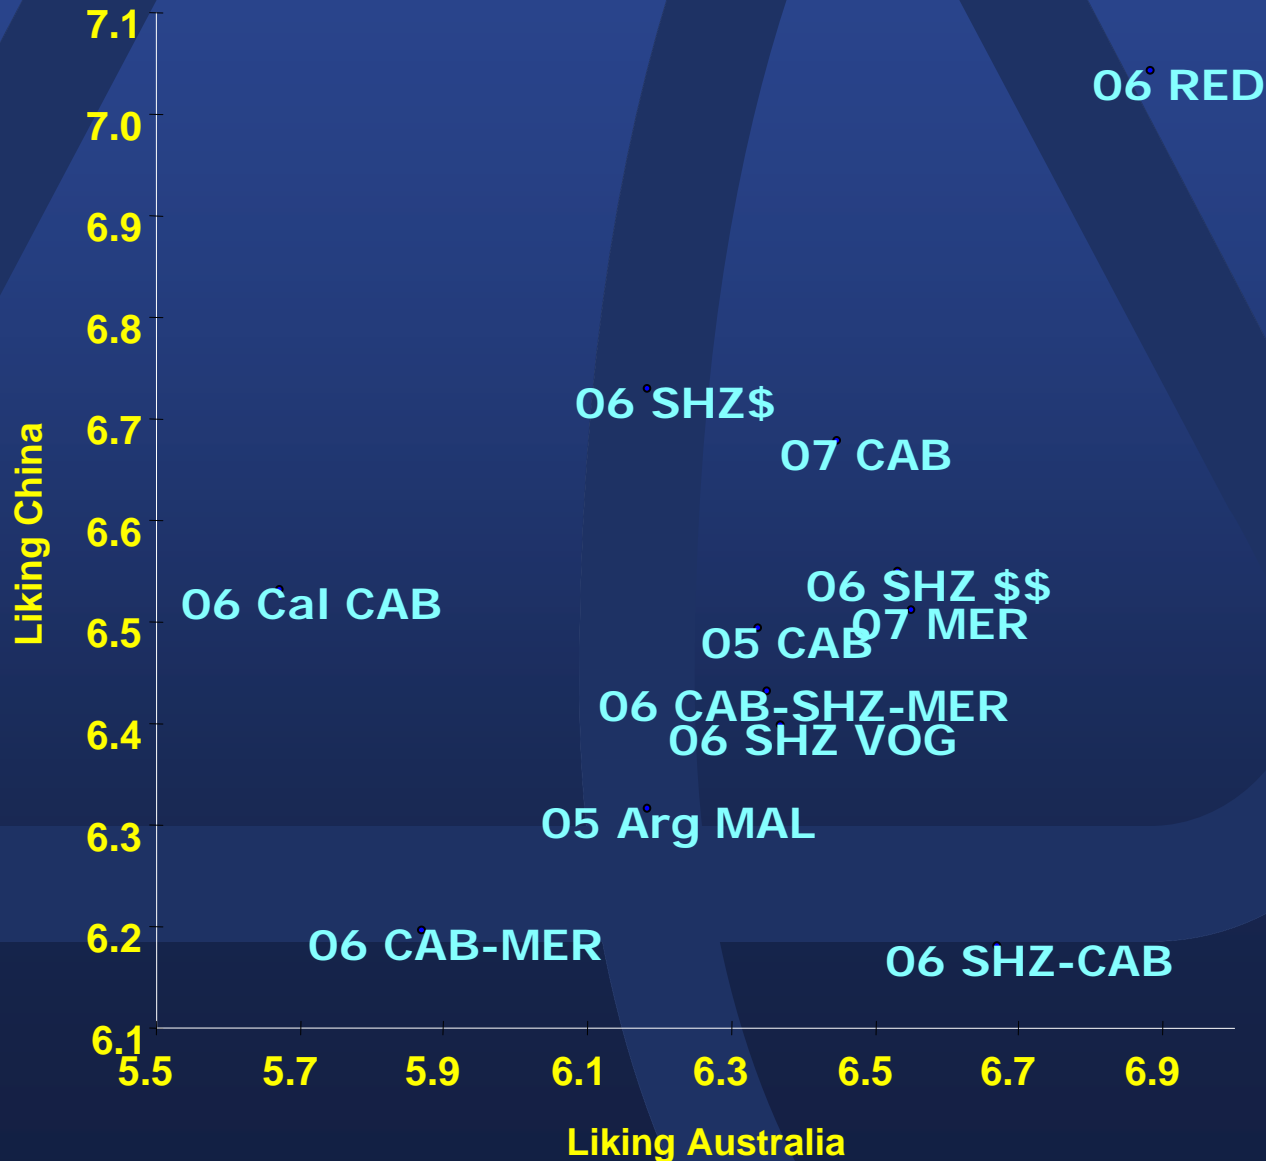 7.1
06 RED
7.0
6.9
6.8
06 SHZ$
6.7
07 CAB
6.6
06 SHZ $$
06 Cal CAB
07 MER
6.5
05 CAB
06 CAB-SHZ-MER
6.4
06 SHZ VOG
05 Arg MAL
6.3
6.2
06 CAB-MER
06 SHZ-CAB
6.1
Liking China
5.5 5.7 5.9 6.1 6.3 6.5 6.7 6.9
Liking Australia